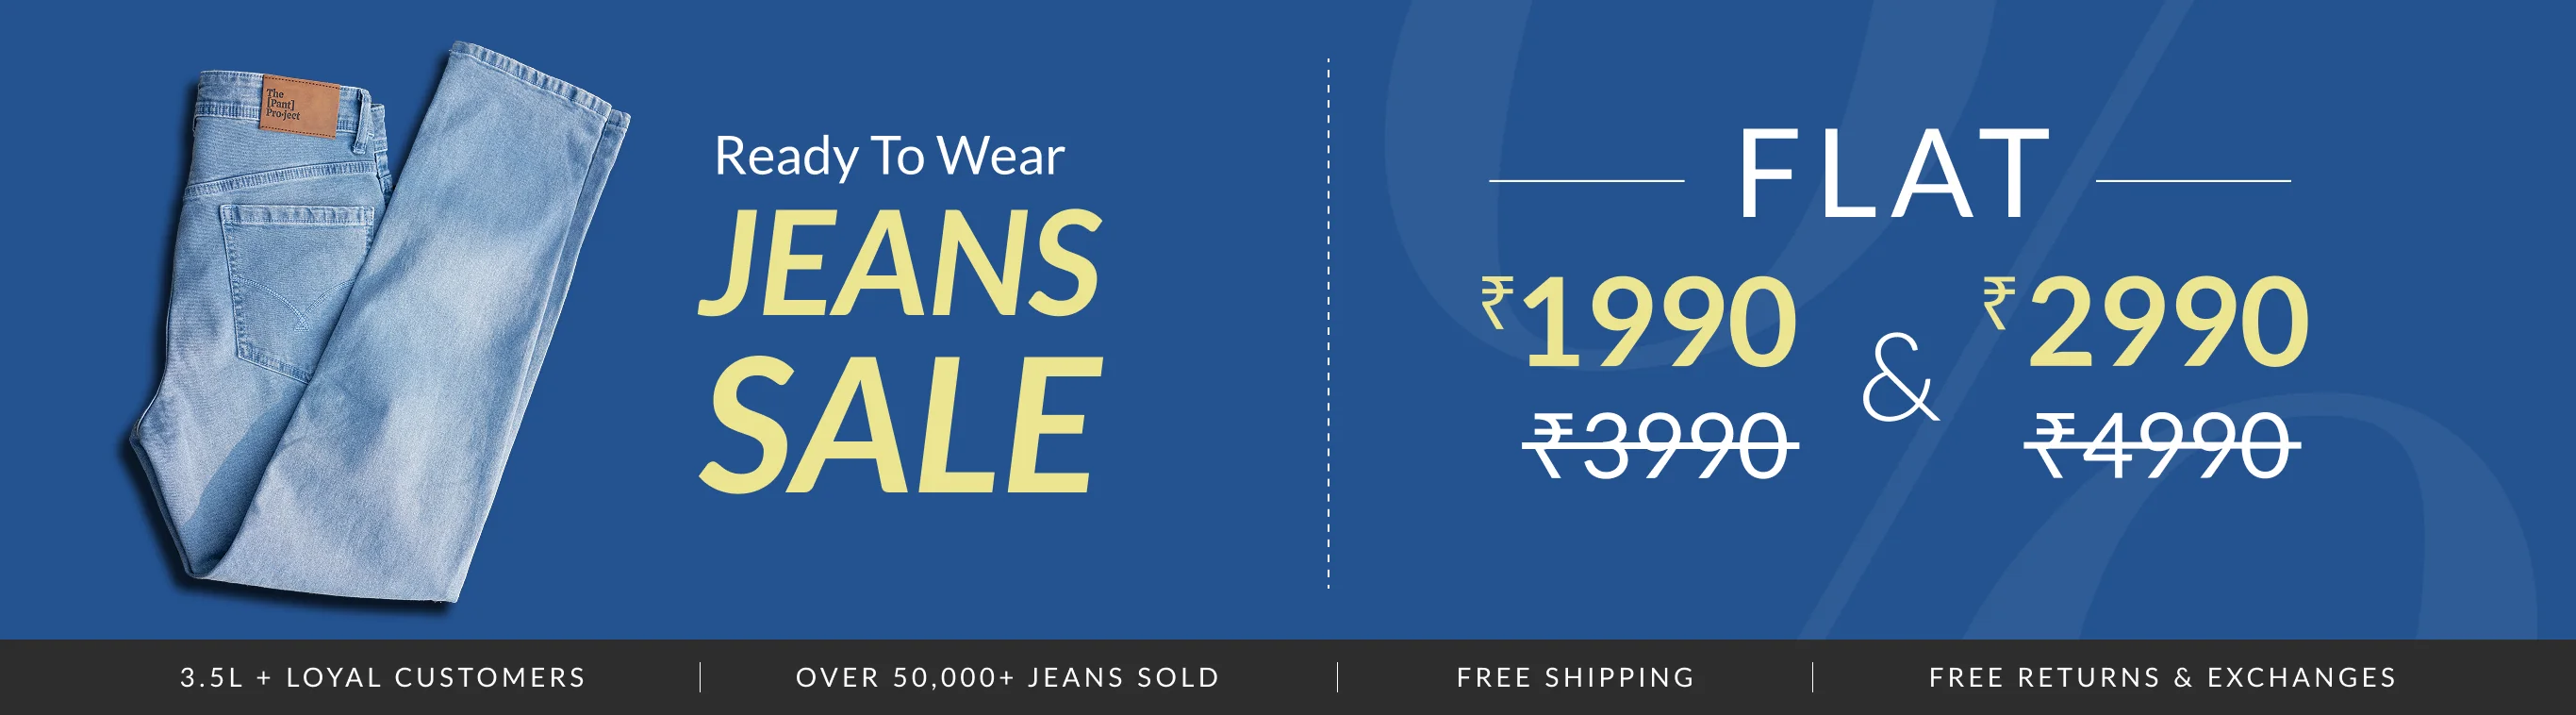 The
[Pant]
Pro·ject
Ready To Wear
JEANS
SALE
FLAT
₹1990 & ₹2990
₹3990 ₹4990
3.5L + LOYAL CUSTOMERS | OVER 50,000+ JEANS SOLD | FREE SHIPPING | FREE RETURNS & EXCHANGES